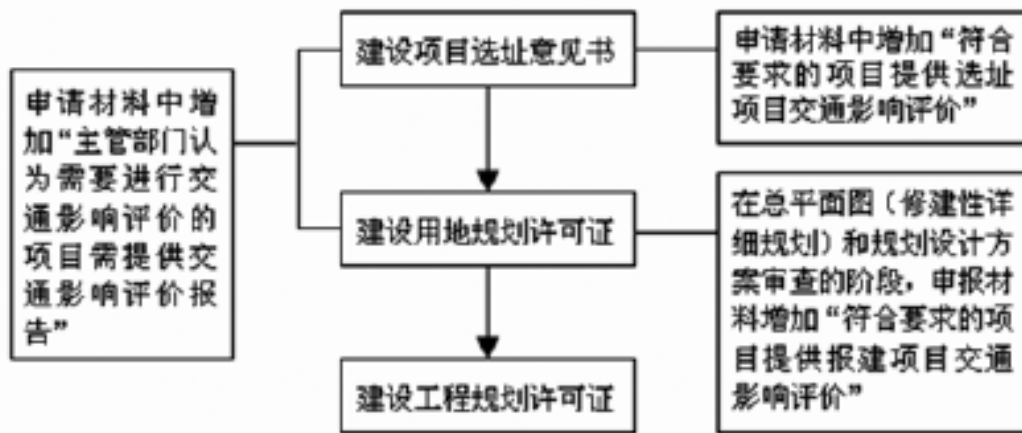 申请材料中增
加“主管部门认
为需要进行交
通影响评价的
项目需提供交
通影响评价报
告”
建设项目选址意见书
建设用地规划许可证
建设工程规划许可证
申请材料中增加“符合
要求的项目提供选址
项目交通影响评价”
在总平面图（修建性详
细规划）和规划设计方
案审查的阶段，申报材
料增加“符合要求的项
目提供报建项目交通
影响评价”